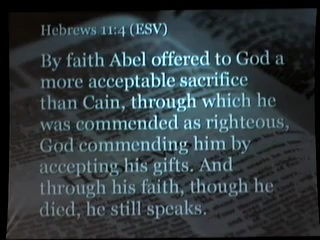 Hebrews 11:4 (ESV)
By faith Abel offered to God a
more acceptable sacrifice
than Cain, through which he
was commended as righteous,
God commending him by
accepting his gifts. And
through his faith, though he
died, he still speaks.